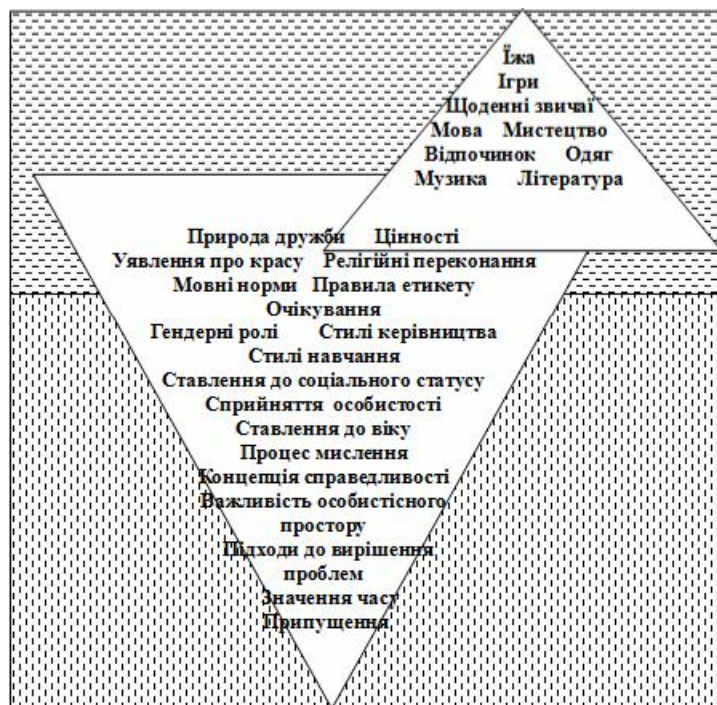 Їжа
Ігри
Щоденні звичаї
Мова Мистецтво
Відпочинок Одяг
Музика Література
Природа дружби Цінності
Уявлення про красу Релігійні переконання
Мовні норми Правила етикету
Очікування
Гендерні ролі Стилі керівництва
Стилі навчання
Ставлення до соціального статусу
Сприйняття особистості
Ставлення до віку
Процес мислення
Концепція справедливості
Важливість особистісного
простору
Підходи до вирішення
проблем
Значення часу
Припущення